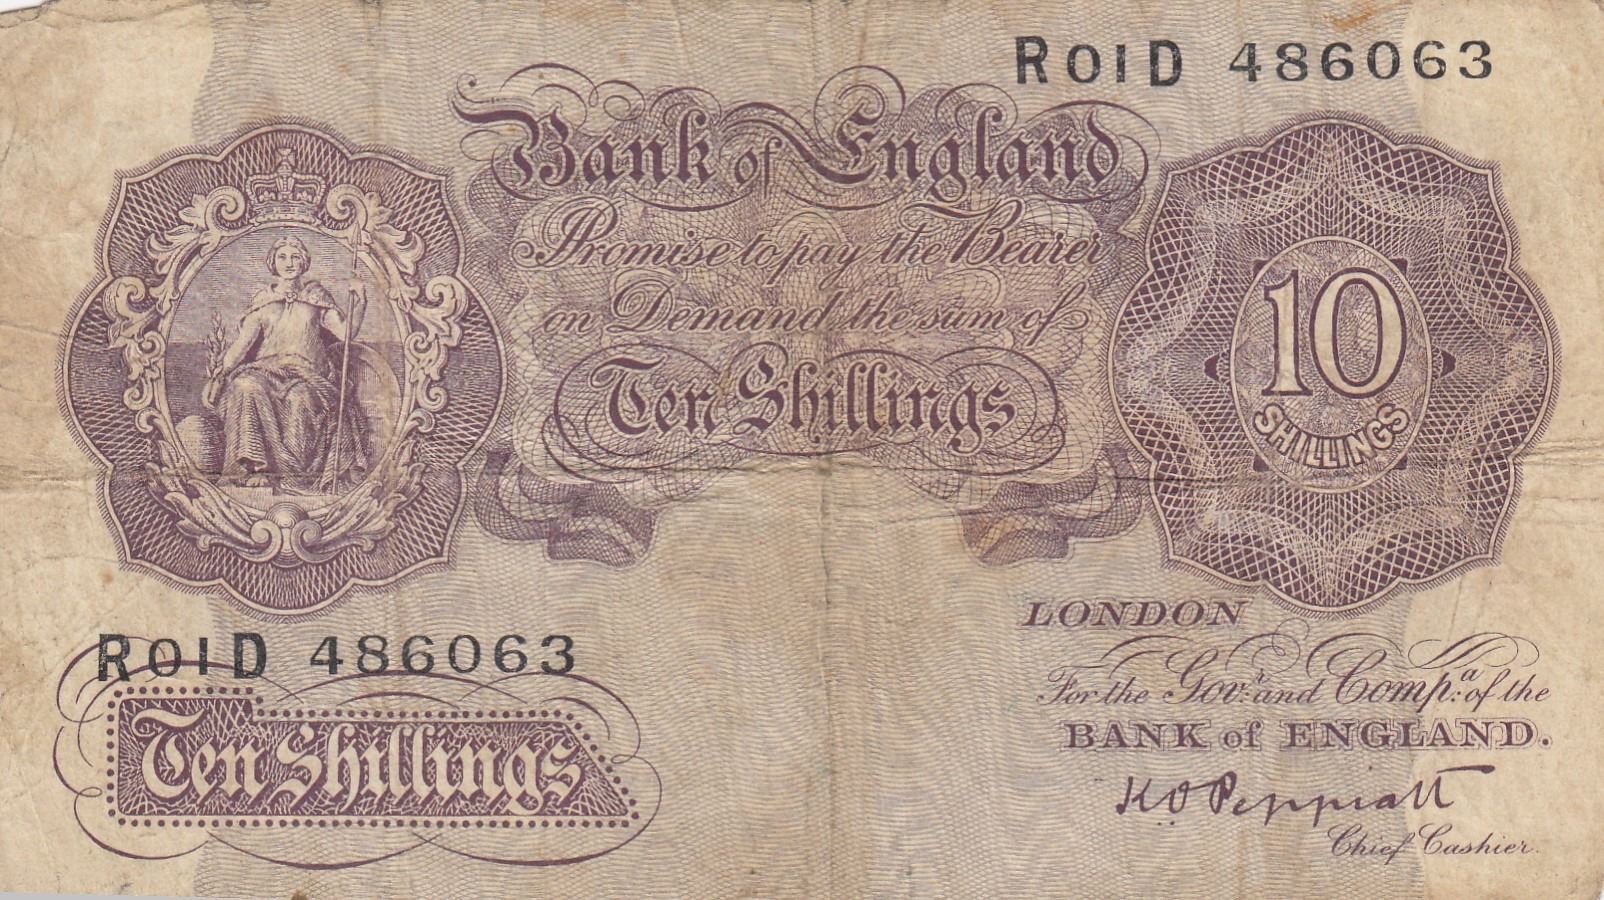 R01D 486063
Bank of England
Promise to pay the Bearer
on Demand the sum of
Ten Shillings
10
SHILLINGS
R01D 486063
Ten Shillings
LONDON
For the Govr. and Compa. of the
BANK of ENGLAND.
K O Peppiatt
Chief Cashier.